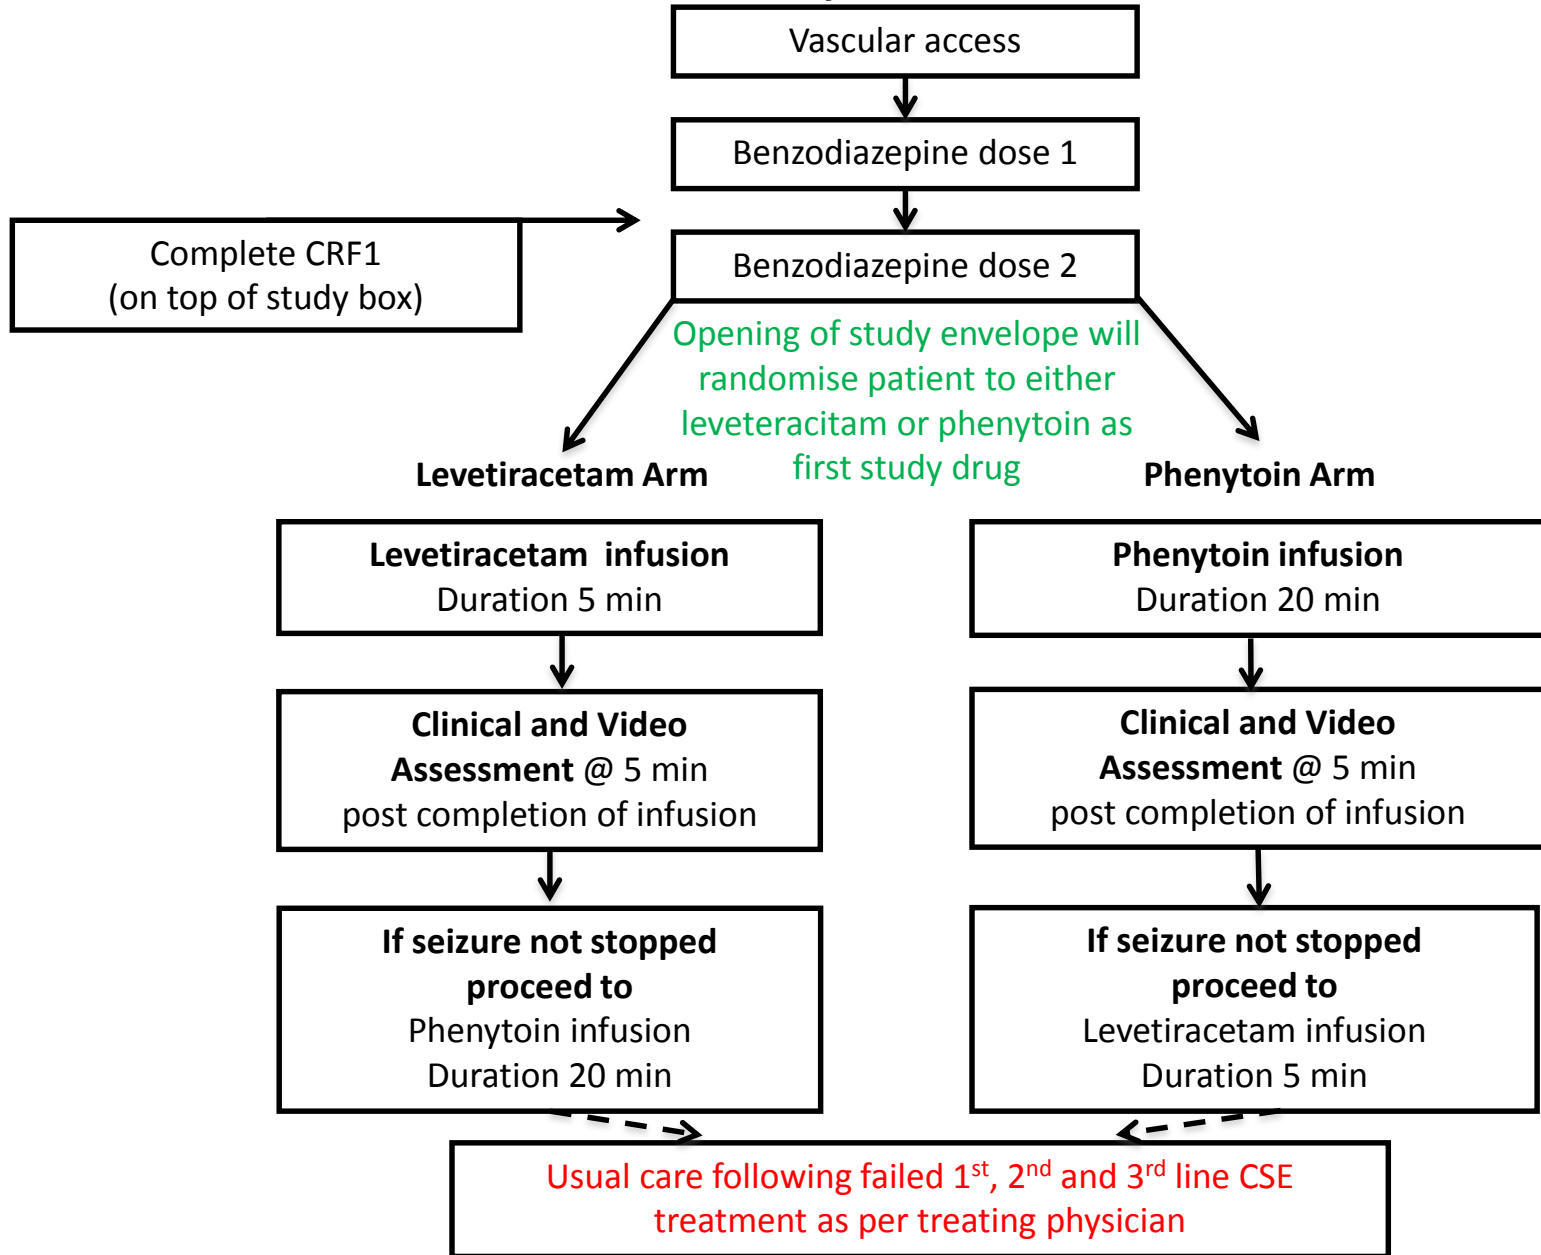 Vascular access
Benzodiazepine dose 1
Complete CRF1
(on top of study box)
Benzodiazepine dose 2
Opening of study envelope will
randomise patient to either
leveteracitam or phenytoin as
first study drug
Levetiracetam Arm
Phenytoin Arm
Levetiracetam infusion
Duration 5 min
Phenytoin infusion
Duration 20 min
Clinical and Video
Assessment @ 5 min
post completion of infusion
Clinical and Video
Assessment @ 5 min
post completion of infusion
If seizure not stopped
proceed to
Phenytoin infusion
Duration 20 min
If seizure not stopped
proceed to
Levetiracetam infusion
Duration 5 min
Usual care following failed 1st, 2nd and 3rd line CSE
treatment as per treating physician